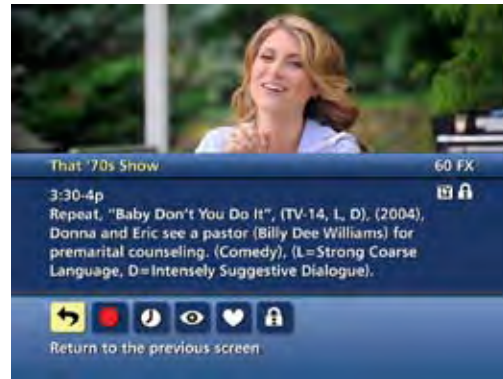 That '70s Show 60 FX
3:30-4p
Repeat, "Baby Don't You Do It", (TV-14, L, D), (2004),
Donna and Eric see a pastor (Billy Dee Williams) for
premarital counseling. (Comedy), (L=Strong Coarse
Language, D=Intensely Suggestive Dialogue).
Return to the previous screen